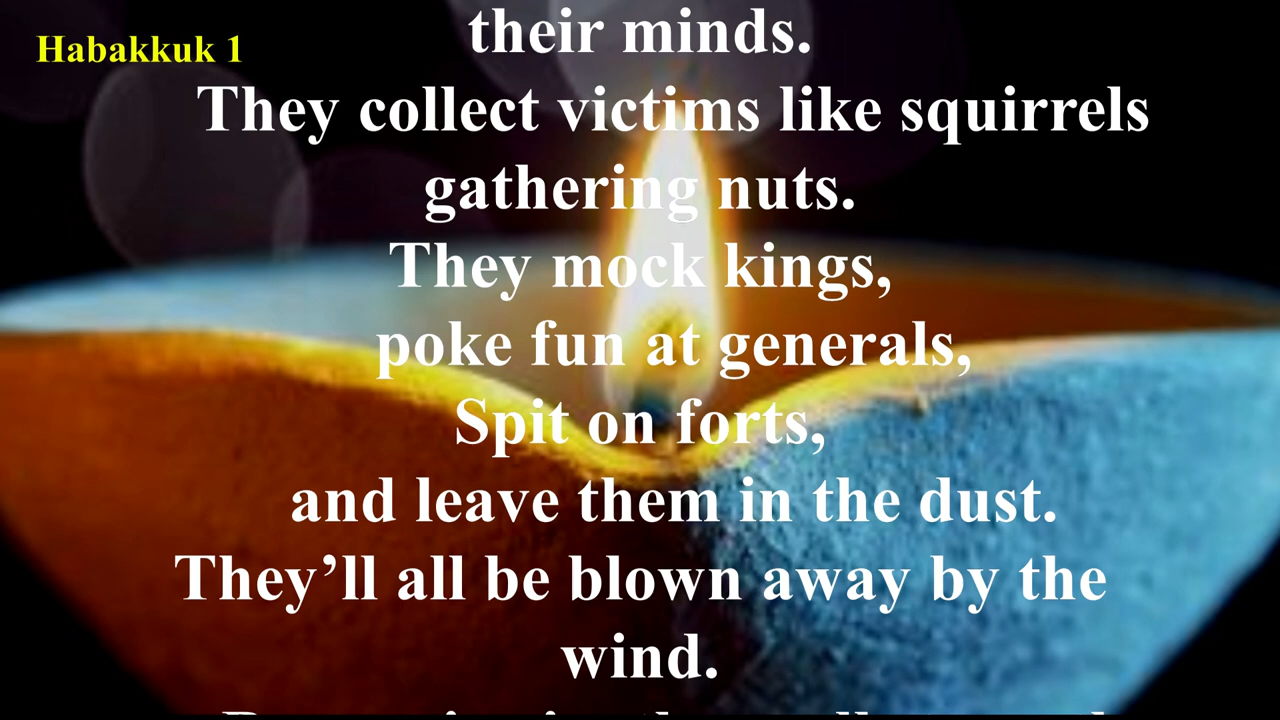 Habakkuk 1
their minds.
They collect victims like squirrels
gathering nuts.
They mock kings,
poke fun at generals,
Spit on forts,
and leave them in the dust.
They’ll all be blown away by the
wind.